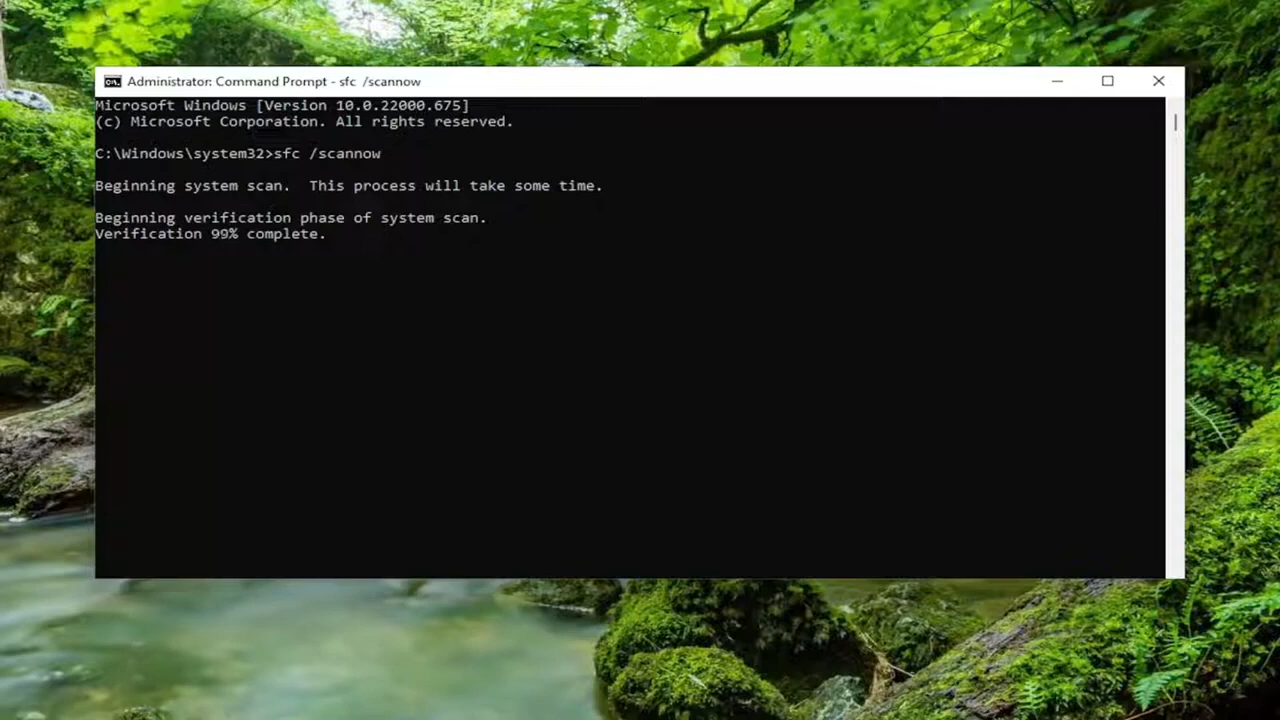 Administrator: Command Prompt - sfc  /scannow
Microsoft Windows [Version 10.0.22000.675]
(c) Microsoft Corporation. All rights reserved.
C:\Windows\system32>sfc /scannow
Beginning system scan.  This process will take some time.
Beginning verification phase of system scan.
Verification 99% complete.